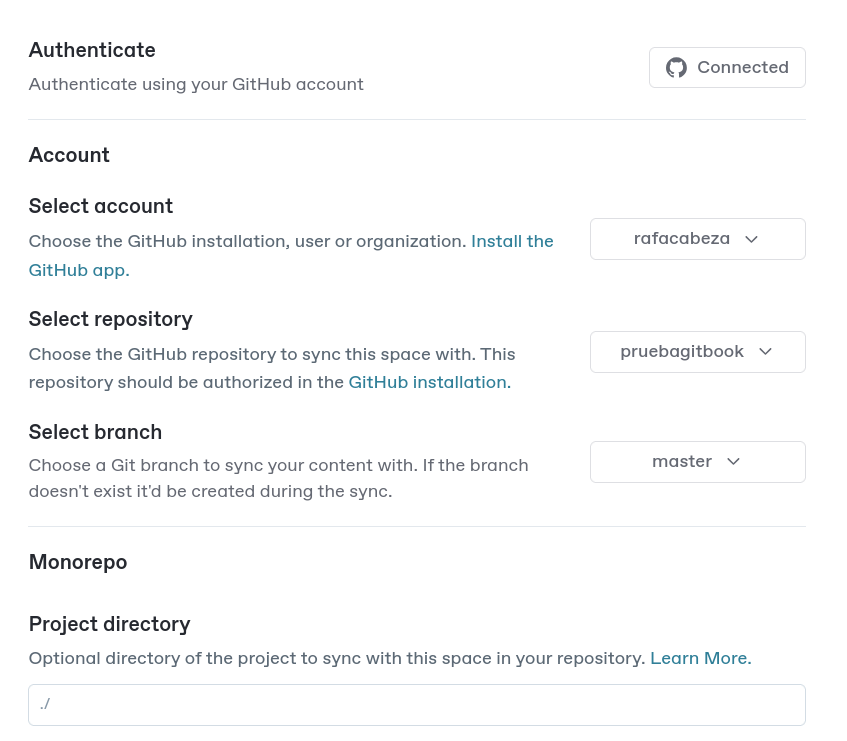 Authenticate
Authenticate using your GitHub account
Connected
Account
Select account
Choose the GitHub installation, user or organization. Install the
GitHub app.
rafacabeza
Select repository
Choose the GitHub repository to sync this space with. This
repository should be authorized in the GitHub installation.
pruebagitbook
Select branch
Choose a Git branch to sync your content with. If the branch
doesn't exist it'd be created during the sync.
master
Monorepo
Project directory
Optional directory of the project to sync with this space in your repository. Learn More.
./